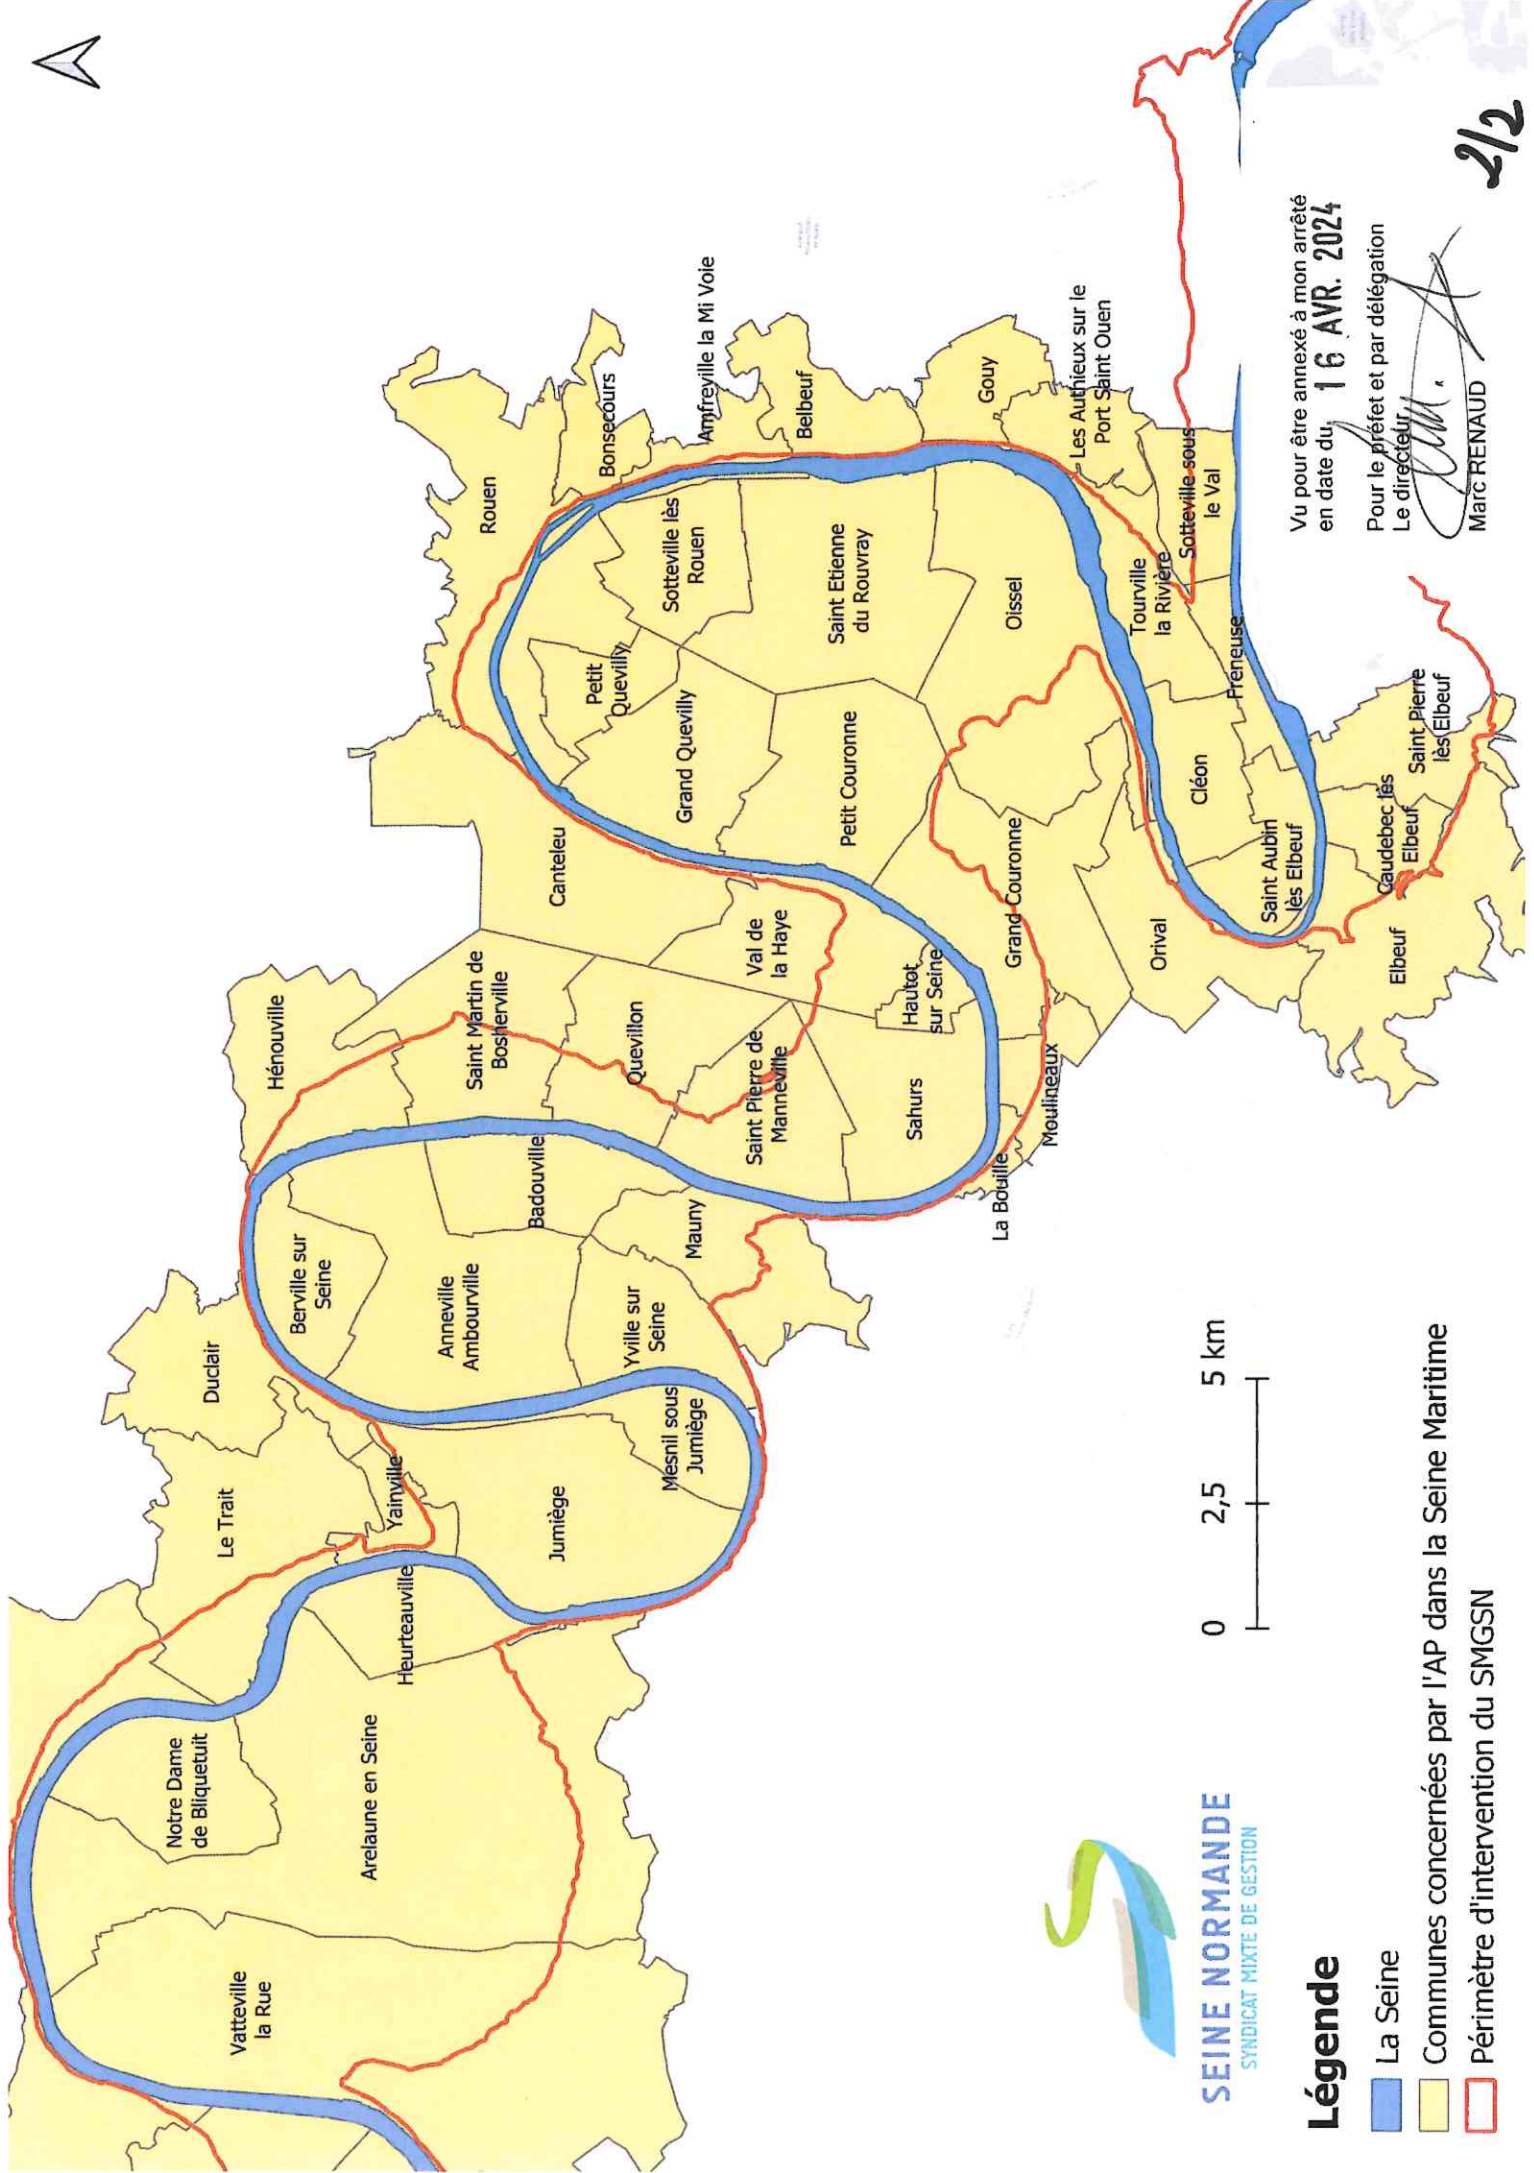 Rouen
Bonsecours
Amfreville la Mi Voie
Belbeuf
Gouy
Les Authieux sur le
Port Saint Ouen
Sotteville sous
le Val
Tourville
la Rivière
Freneuse
Sotteville lès
Rouen
Saint Etienne
du Rouvray
Oissel
Petit
Quevilly
Grand Quevilly
Petit Couronne
Cléon
Saint Pierre
lès Elbeuf
Caudebec lès
Elbeuf
Saint Aubin
lès Elbeuf
Elbeuf
Orival
Grand Couronne
Canteleu
Val de
la Haye
Hautot
sur Seine
Moulineaux
La Bouille
Sahurs
Saint Pierre de
Manneville
Quevillon
Saint Martin de
Bosherville
Hénouville
Badouville
Mauny
Berville sur
Seine
Anneville
Ambourville
Yville sur
Seine
Duclair
Mesnil sous
Jumiège
Yainville
Le Trait
Jumiège
Heurteauville
Notre Dame
de Bliquetuit
Arelaune en Seine
Vatteville
la Rue
0 2,5 5 km
SEINE NORMANDE
SYNDICAT MIXTE DE GESTION
Légende
La Seine
Communes concernées par l'AP dans la Seine Maritime
Périmètre d'intervention du SMGSN
Vu pour être annexé à mon arrêté
en date du 16 AVR. 2024
Pour le préfet et par délégation
Le directeur
Marc RENAUD
2/2